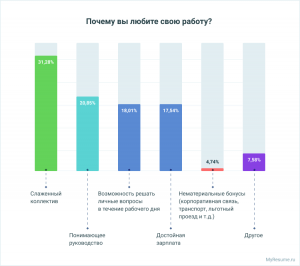 Почему вы любите свою работу?
31,28%
18,01%
17,54%
4,74%
7,58%
Слаженный
коллектив
Возможность решать
личные вопросы
в течение рабочего дня
Нематериальные бонусы
(корпоративная связь,
транспорт, льготный
проезд и т.д.)
Понимающее
руководство
Достойная
зарплата
Другое
MyResume.ru